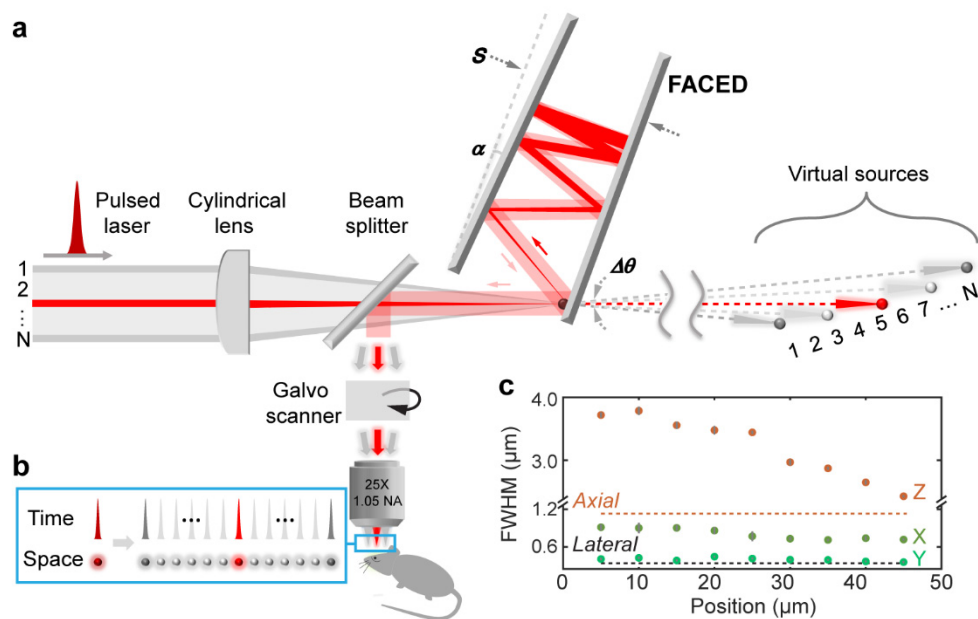 a
S
FACED
α
Pulsed
laser
Cylindrical
lens
Beam
splitter
Virtual sources
1
2
⋮
N
Δθ
1 2 3 4 5 6 7 ... N
Galvo
scanner
25X
1.05 NA
b
Time
... ...
Space
c
FWHM (µm)
4.0
3.0
1.2
0.6
Axial
Lateral
Z
X
Y
0 10 20 30 40 50
Position (µm)